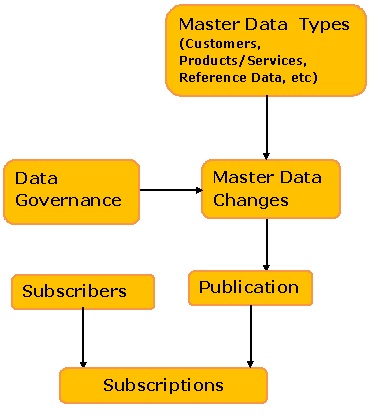 Master Data Types
(Customers,
Products/Services,
Reference Data, etc)
Data
Governance
Master Data
Changes
Subscribers
Publication
Subscriptions